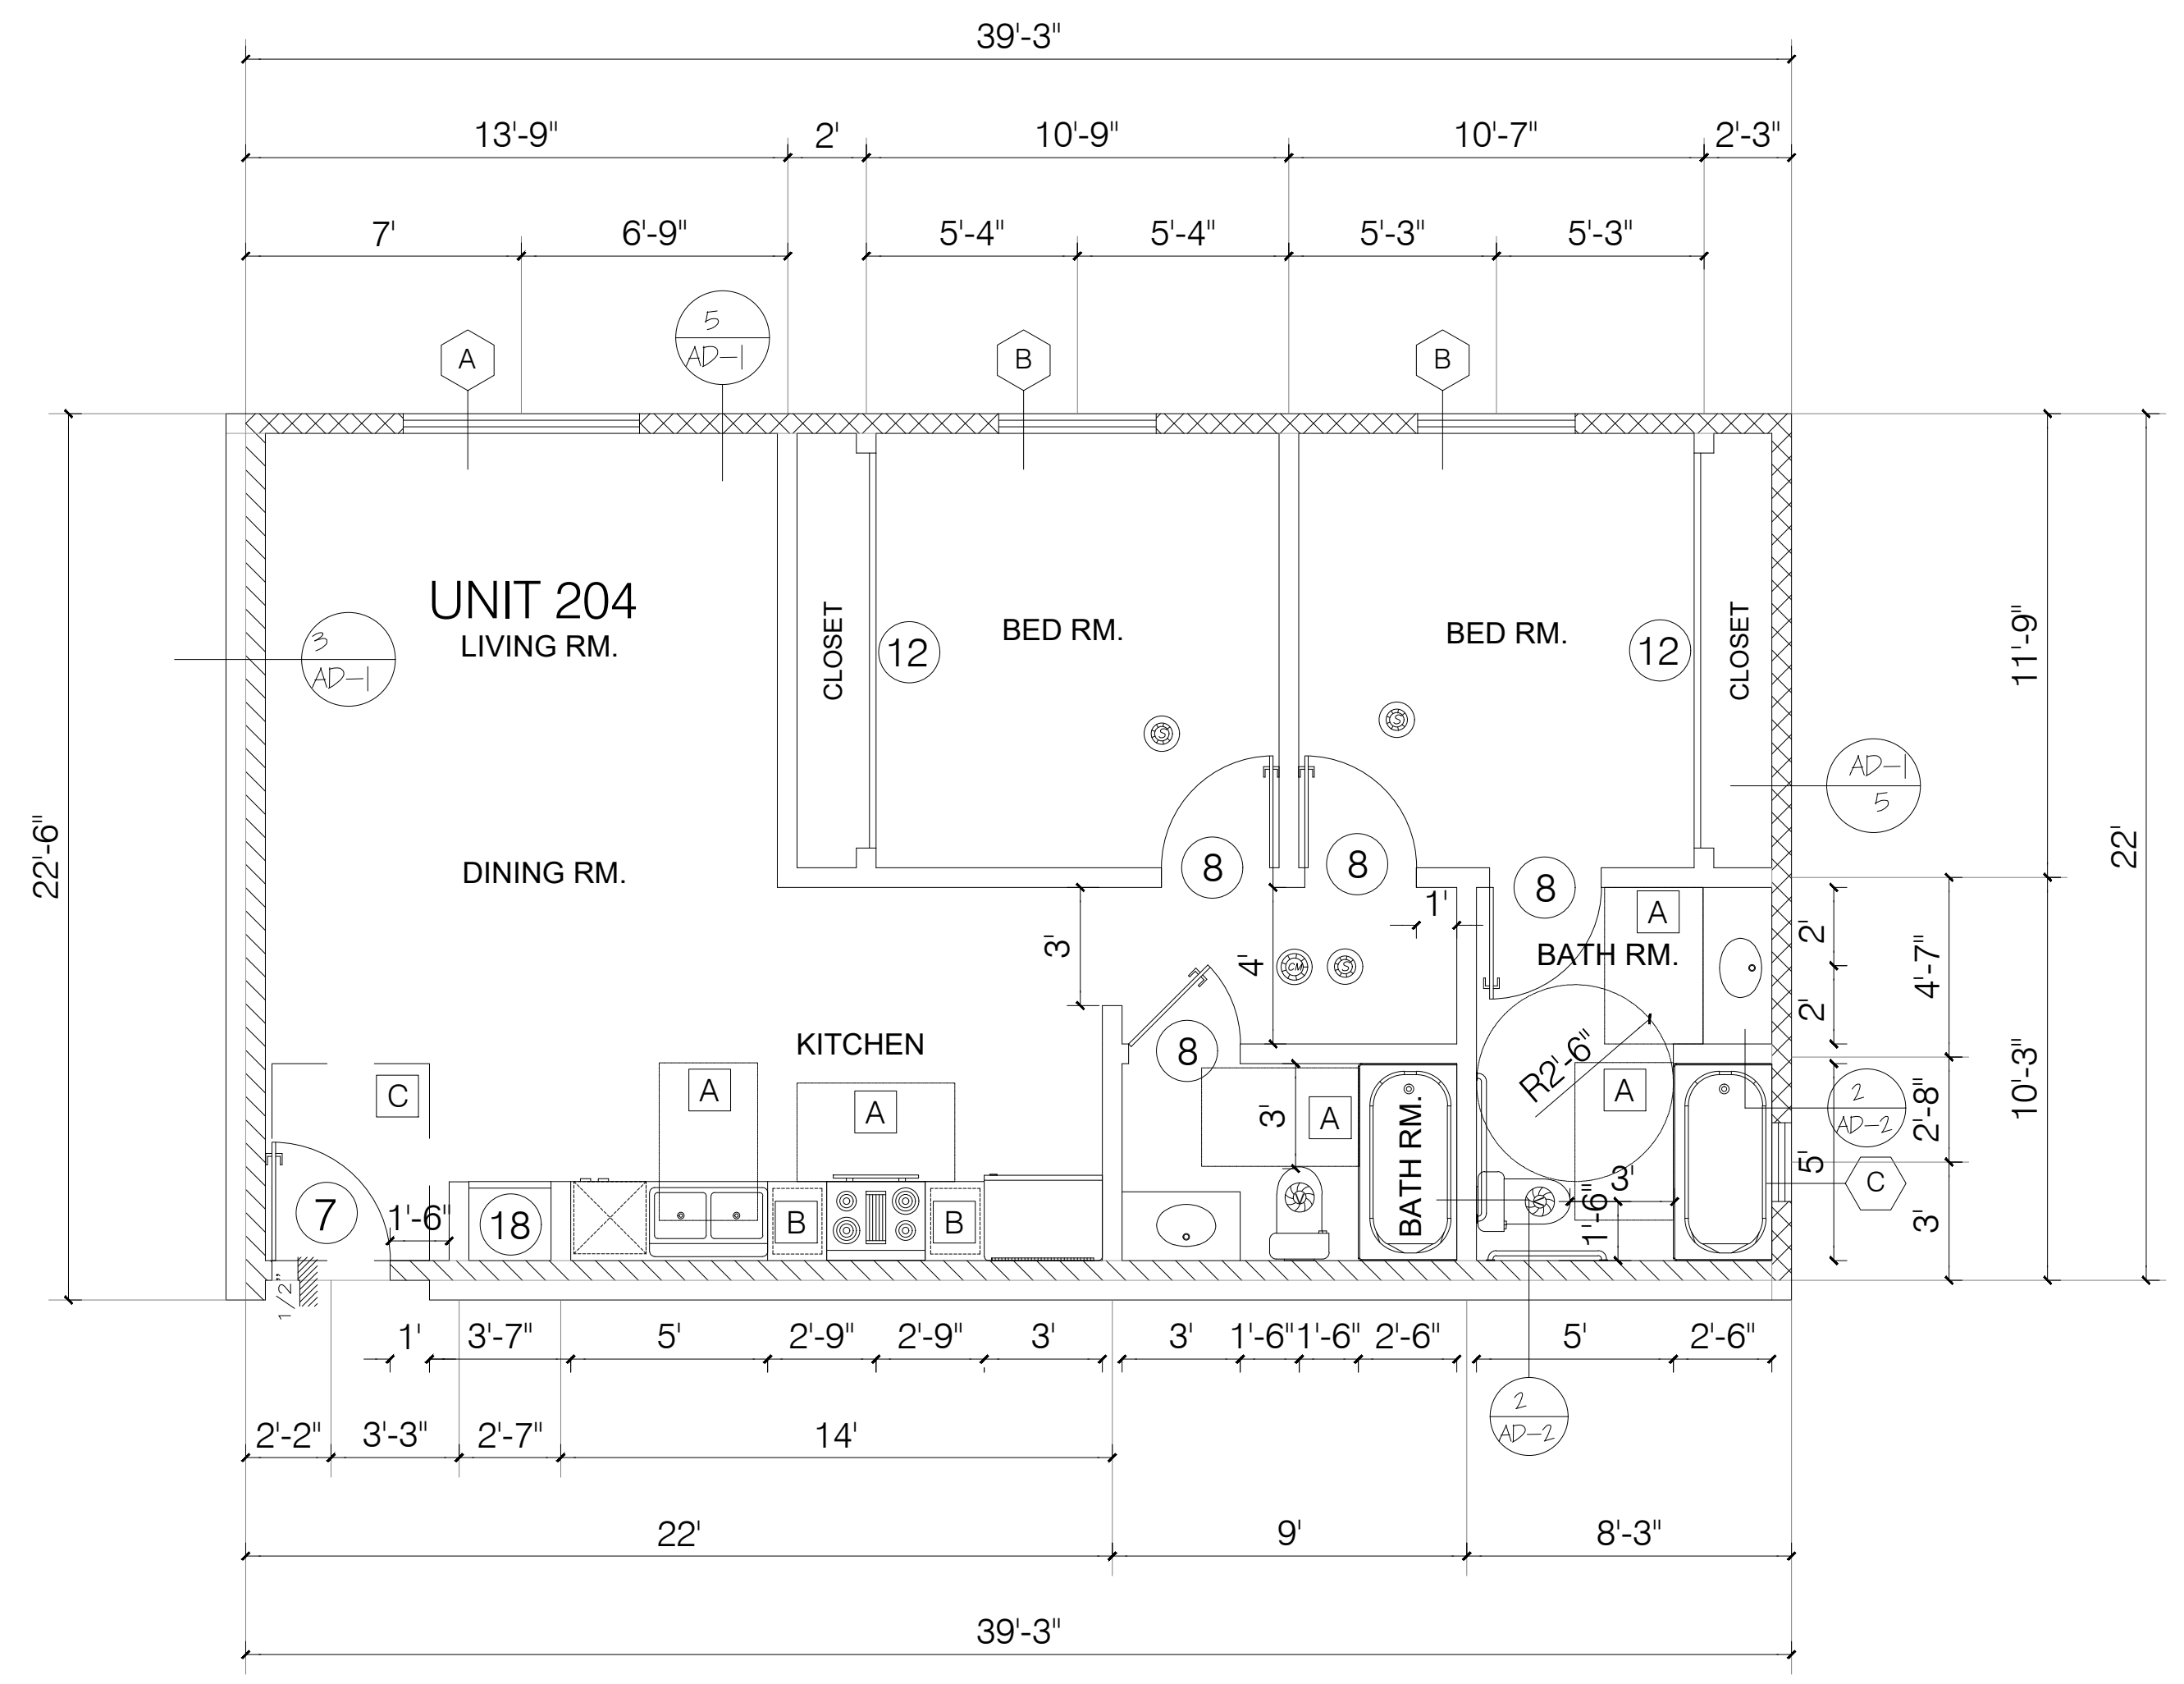 39'-3"
13'-9" 2' 10'-9" 10'-7" 2'-3"
7' 6'-9" 5'-4" 5'-4" 5'-3" 5'-3"
5
AD-1
A B B
UNIT 204
LIVING RM.
3
AD-1
CLOSET
12
BED RM.
BED RM.
12
CLOSET
S
S
11'-9"
AD-1
5
22'-6"
22'
DINING RM.
8
8
8
A
1'
3'
4'
CM
S
BATH RM.
2'
2'
4'-7"
KITCHEN
8
R2'-6"
C
A
A
3'
A
BATH RM.
A
2
AD-2
2'-8"
10'-3"
5'
C
3'
7
1'-6"
18
B
B
V
3'
1'-6"
1/2"
1' 3'-7" 5' 2'-9" 2'-9" 3' 3' 1'-6" 1'-6" 2'-6" 5' 2'-6"
2
AD-2
2'-2" 3'-3" 2'-7" 14'
22' 9' 8'-3"
39'-3"